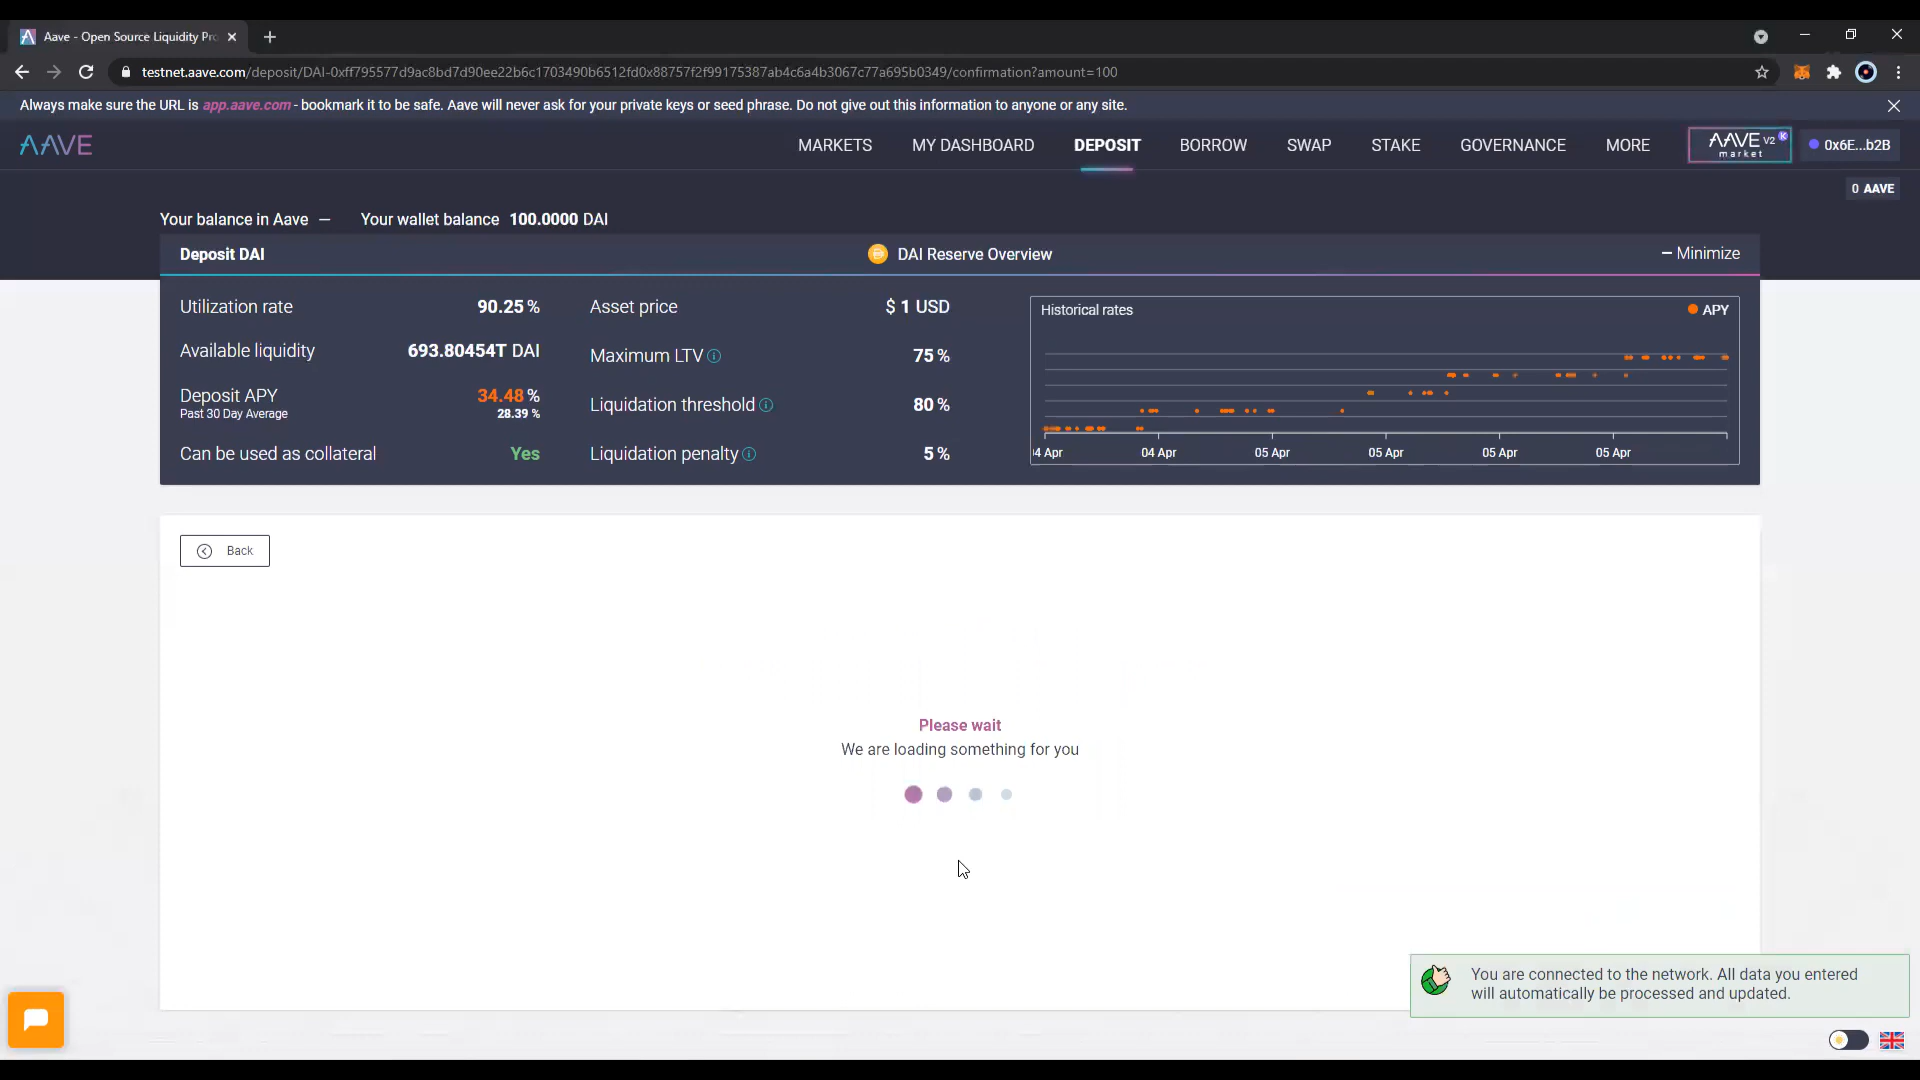 Aave - Open Source Liquidity Pro
testnet.aave.com/deposit/DAI-0xff795577d9ac8bd7d90ee22b6c1703490b6512fd0x88757f2f99175387ab4c6a4b3067c77a695b0349/confirmation?amount=100
Always make sure the URL is app.aave.com - bookmark it to be safe. Aave will never ask for your private keys or seed phrase. Do not give out this information to anyone or any site.
AAVE
MARKETS MY DASHBOARD DEPOSIT BORROW SWAP STAKE GOVERNANCE MORE
AAVE V2 K
market
0x6E...b2B
0 AAVE
Your balance in Aave – Your wallet balance 100.0000 DAI
Deposit DAI DAI Reserve Overview – Minimize
Utilization rate 90.25 %
Available liquidity 693.80454T DAI
Deposit APY 34.48 %
Past 30 Day Average 28.39 %
Can be used as collateral Yes
Asset price $ 1 USD
Maximum LTV 75 %
Liquidation threshold 80 %
Liquidation penalty 5 %
Historical rates APY
4 Apr 04 Apr 05 Apr 05 Apr 05 Apr 05 Apr
Back
Please wait
We are loading something for you
You are connected to the network. All data you entered
will automatically be processed and updated.